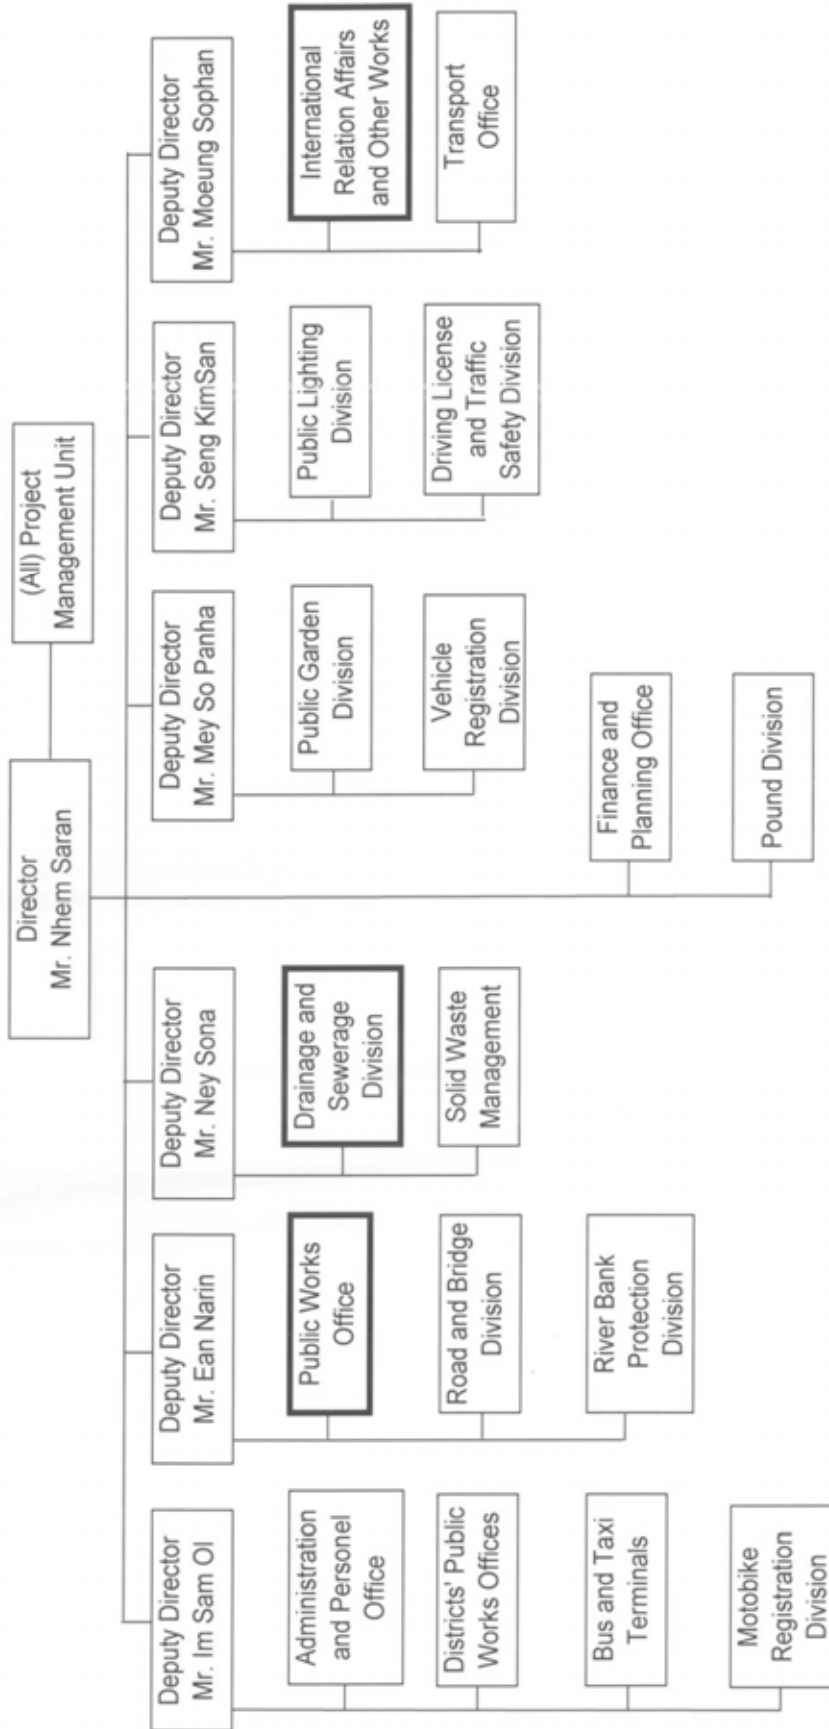 Director
Mr. Nhem Saran
(All) Project
Management Unit
Deputy Director
Mr. Im Sam Ol
Administration
and Personel
Office
Districts' Public
Works Offices
Bus and Taxi
Terminals
Motobike
Registration
Division
Deputy Director
Mr. Ean Narin
Public Works
Office
Road and Bridge
Division
River Bank
Protection
Division
Deputy Director
Mr. Ney Sona
Drainage and
Sewerage
Division
Solid Waste
Management
Finance and
Planning Office
Pound Division
Deputy Director
Mr. Mey So Panha
Public Garden
Division
Vehicle
Registration
Division
Deputy Director
Mr. Seng KimSan
Public Lighting
Division
Driving License
and Traffic
Safety Division
Deputy Director
Mr. Moeung Sophan
International
Relation Affairs
and Other Works
Transport
Office